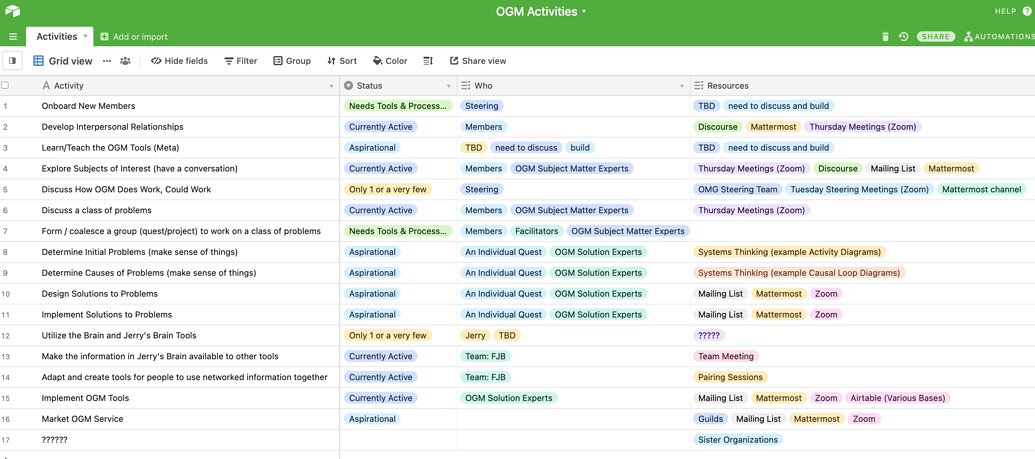 OGM Activities
HELP
Activities Add or import SHARE AUTOMATIONS
Grid view Hide fields Filter Group Sort Color Share view
Activity Status Who Resources
1 Onboard New Members Needs Tools & Process... Steering TBD need to discuss and build
2 Develop Interpersonal Relationships Currently Active Members Discourse Mattermost Thursday Meetings (Zoom)
3 Learn/Teach the OGM Tools (Meta) Aspirational TBD need to discuss build TBD need to discuss and build
4 Explore Subjects of Interest (have a conversation) Currently Active Members OGM Subject Matter Experts Thursday Meetings (Zoom) Discourse Mailing List Mattermost
5 Discuss How OGM Does Work, Could Work Only 1 or a very few Steering OMG Steering Team Tuesday Steering Meetings (Zoom) Mattermost channel
6 Discuss a class of problems Currently Active Members OGM Subject Matter Experts Thursday Meetings (Zoom)
7 Form / coalesce a group (quest/project) to work on a class of problems Needs Tools & Process... Members Facilitators OGM Subject Matter Experts
8 Determine Initial Problems (make sense of things) Aspirational An Individual Quest OGM Solution Experts Systems Thinking (example Activity Diagrams)
9 Determine Causes of Problems (make sense of things) Aspirational An Individual Quest OGM Solution Experts Systems Thinking (example Causal Loop Diagrams)
10 Design Solutions to Problems Aspirational An Individual Quest OGM Solution Experts Mailing List Mattermost Zoom
11 Implement Solutions to Problems Aspirational An Individual Quest OGM Solution Experts Mailing List Mattermost Zoom
12 Utilize the Brain and Jerry's Brain Tools Only 1 or a very few Jerry TBD ?????
13 Make the information in Jerry's Brain available to other tools Currently Active Team: FJB Team Meeting
14 Adapt and create tools for people to use networked information together Currently Active Team: FJB Pairing Sessions
15 Implement OGM Tools Currently Active OGM Solution Experts Mailing List Mattermost Zoom Airtable (Various Bases)
16 Market OGM Service Aspirational Guilds Mailing List Mattermost Zoom
17 ?????? Sister Organizations